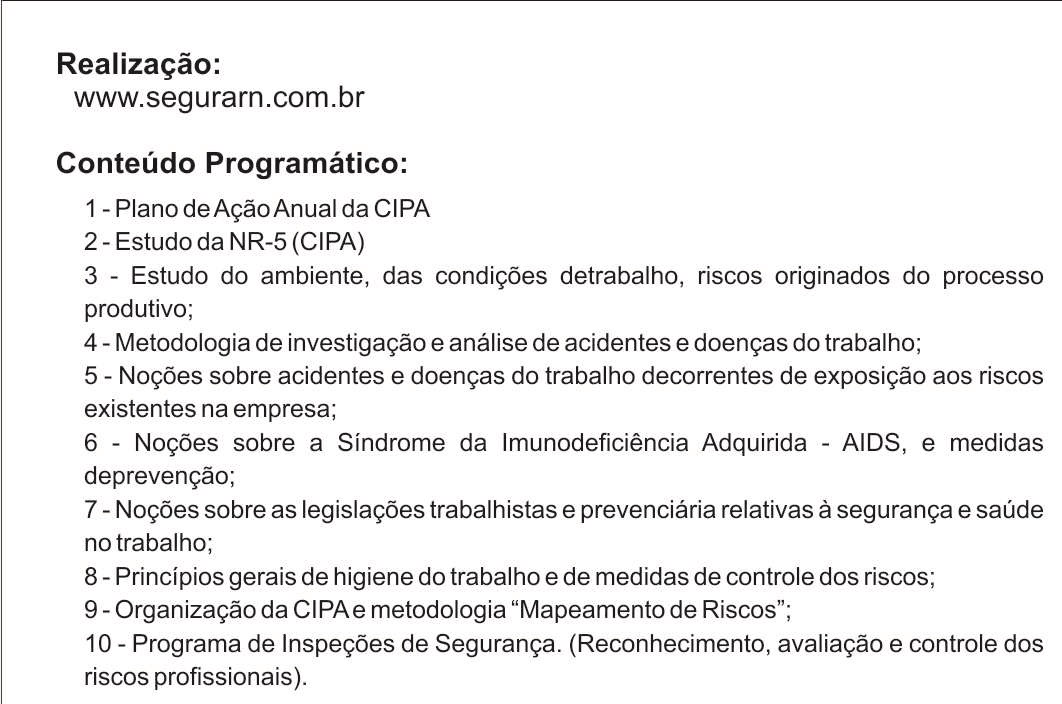 Realização:
www.segurarn.com.br
Conteúdo Programático:
1 - Plano de Ação Anual da CIPA
2 - Estudo da NR-5 (CIPA)
3 - Estudo do ambiente, das condições detrabalho, riscos originados do processo
produtivo;
4 - Metodologia de investigação e análise de acidentes e doenças do trabalho;
5 - Noções sobre acidentes e doenças do trabalho decorrentes de exposição aos riscos
existentes na empresa;
6 - Noções sobre a Síndrome da Imunodeficiência Adquirida - AIDS, e medidas
deprevenção;
7 - Noções sobre as legislações trabalhistas e prevenciária relativas à segurança e saúde
no trabalho;
8 - Princípios gerais de higiene do trabalho e de medidas de controle dos riscos;
9 - Organização da CIPA e metodologia “Mapeamento de Riscos”;
10 - Programa de Inspeções de Segurança. (Reconhecimento, avaliação e controle dos
riscos profissionais).